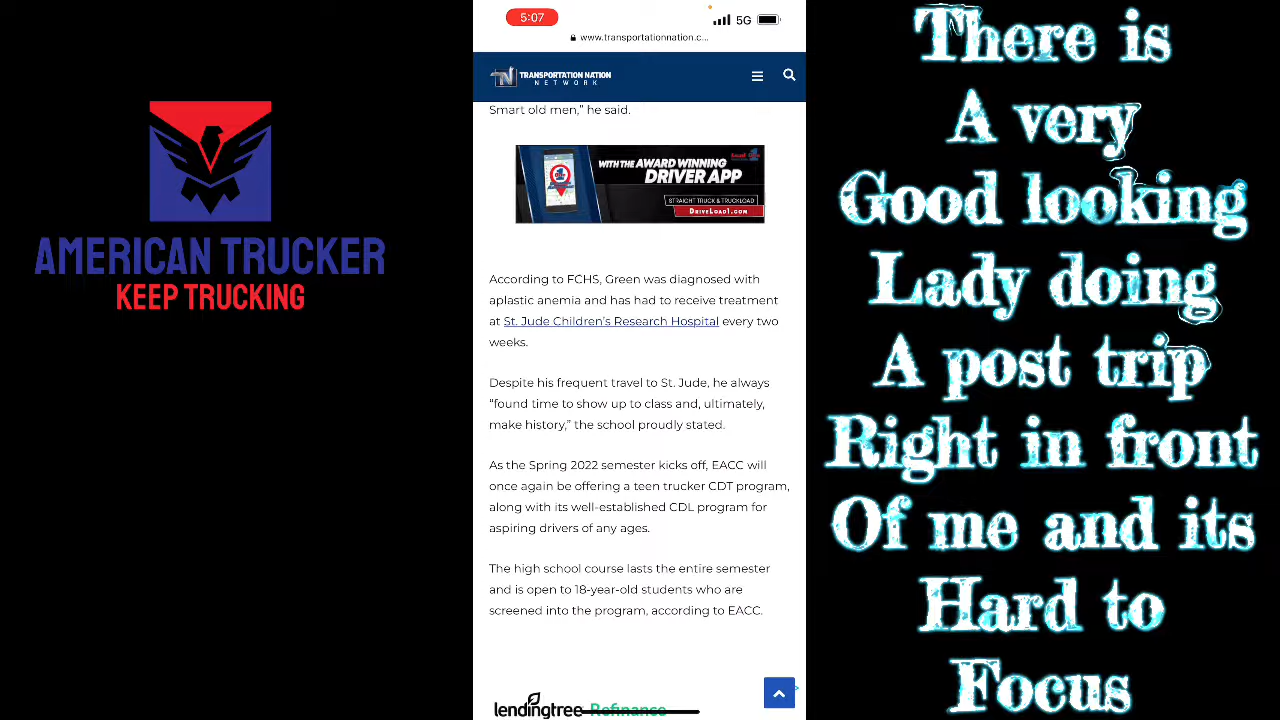 AMERICAN TRUCKER
KEEP TRUCKING
5:07
5G
www.transportationnation.c...
TRANSPORTATION NATION
NETWORK
Smart old men,” he said.
WITH THE AWARD WINNING
DRIVER APP
STRAIGHT TRUCK & TRUCKLOAD
DRIVELOAD1.COM
According to FCHS, Green was diagnosed with
aplastic anemia and has had to receive treatment
at St. Jude Children’s Research Hospital every two
weeks.
Despite his frequent travel to St. Jude, he always
“found time to show up to class and, ultimately,
make history,” the school proudly stated.
As the Spring 2022 semester kicks off, EACC will
once again be offering a teen trucker CDT program,
along with its well-established CDL program for
aspiring drivers of any ages.
The high school course lasts the entire semester
and is open to 18-year-old students who are
screened into the program, according to EACC.
lendingtree Refinance
There is
A very
Good looking
Lady doing
A post trip
Right in front
Of me and its
Hard to
Focus